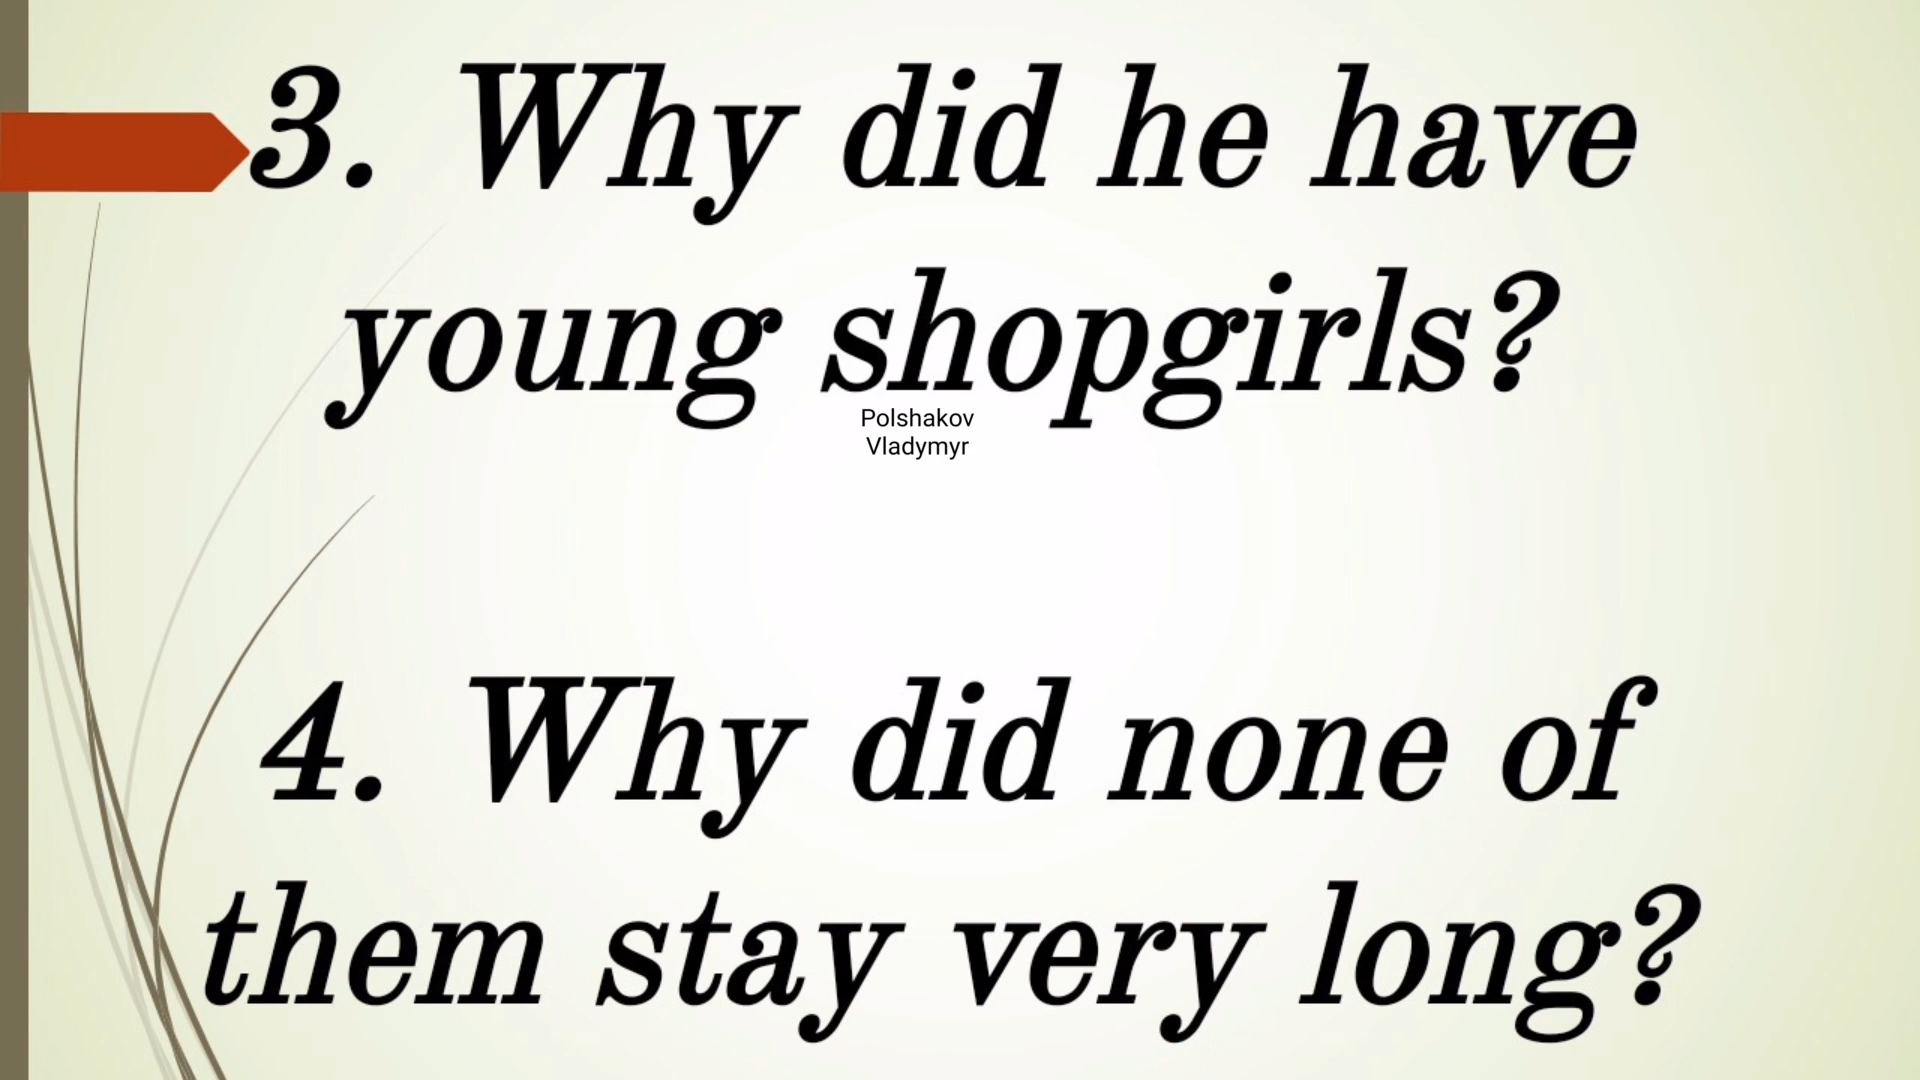 3. Why did he have
young shopgirls?
Polshakov
Vladymyr
4. Why did none of
them stay very long?